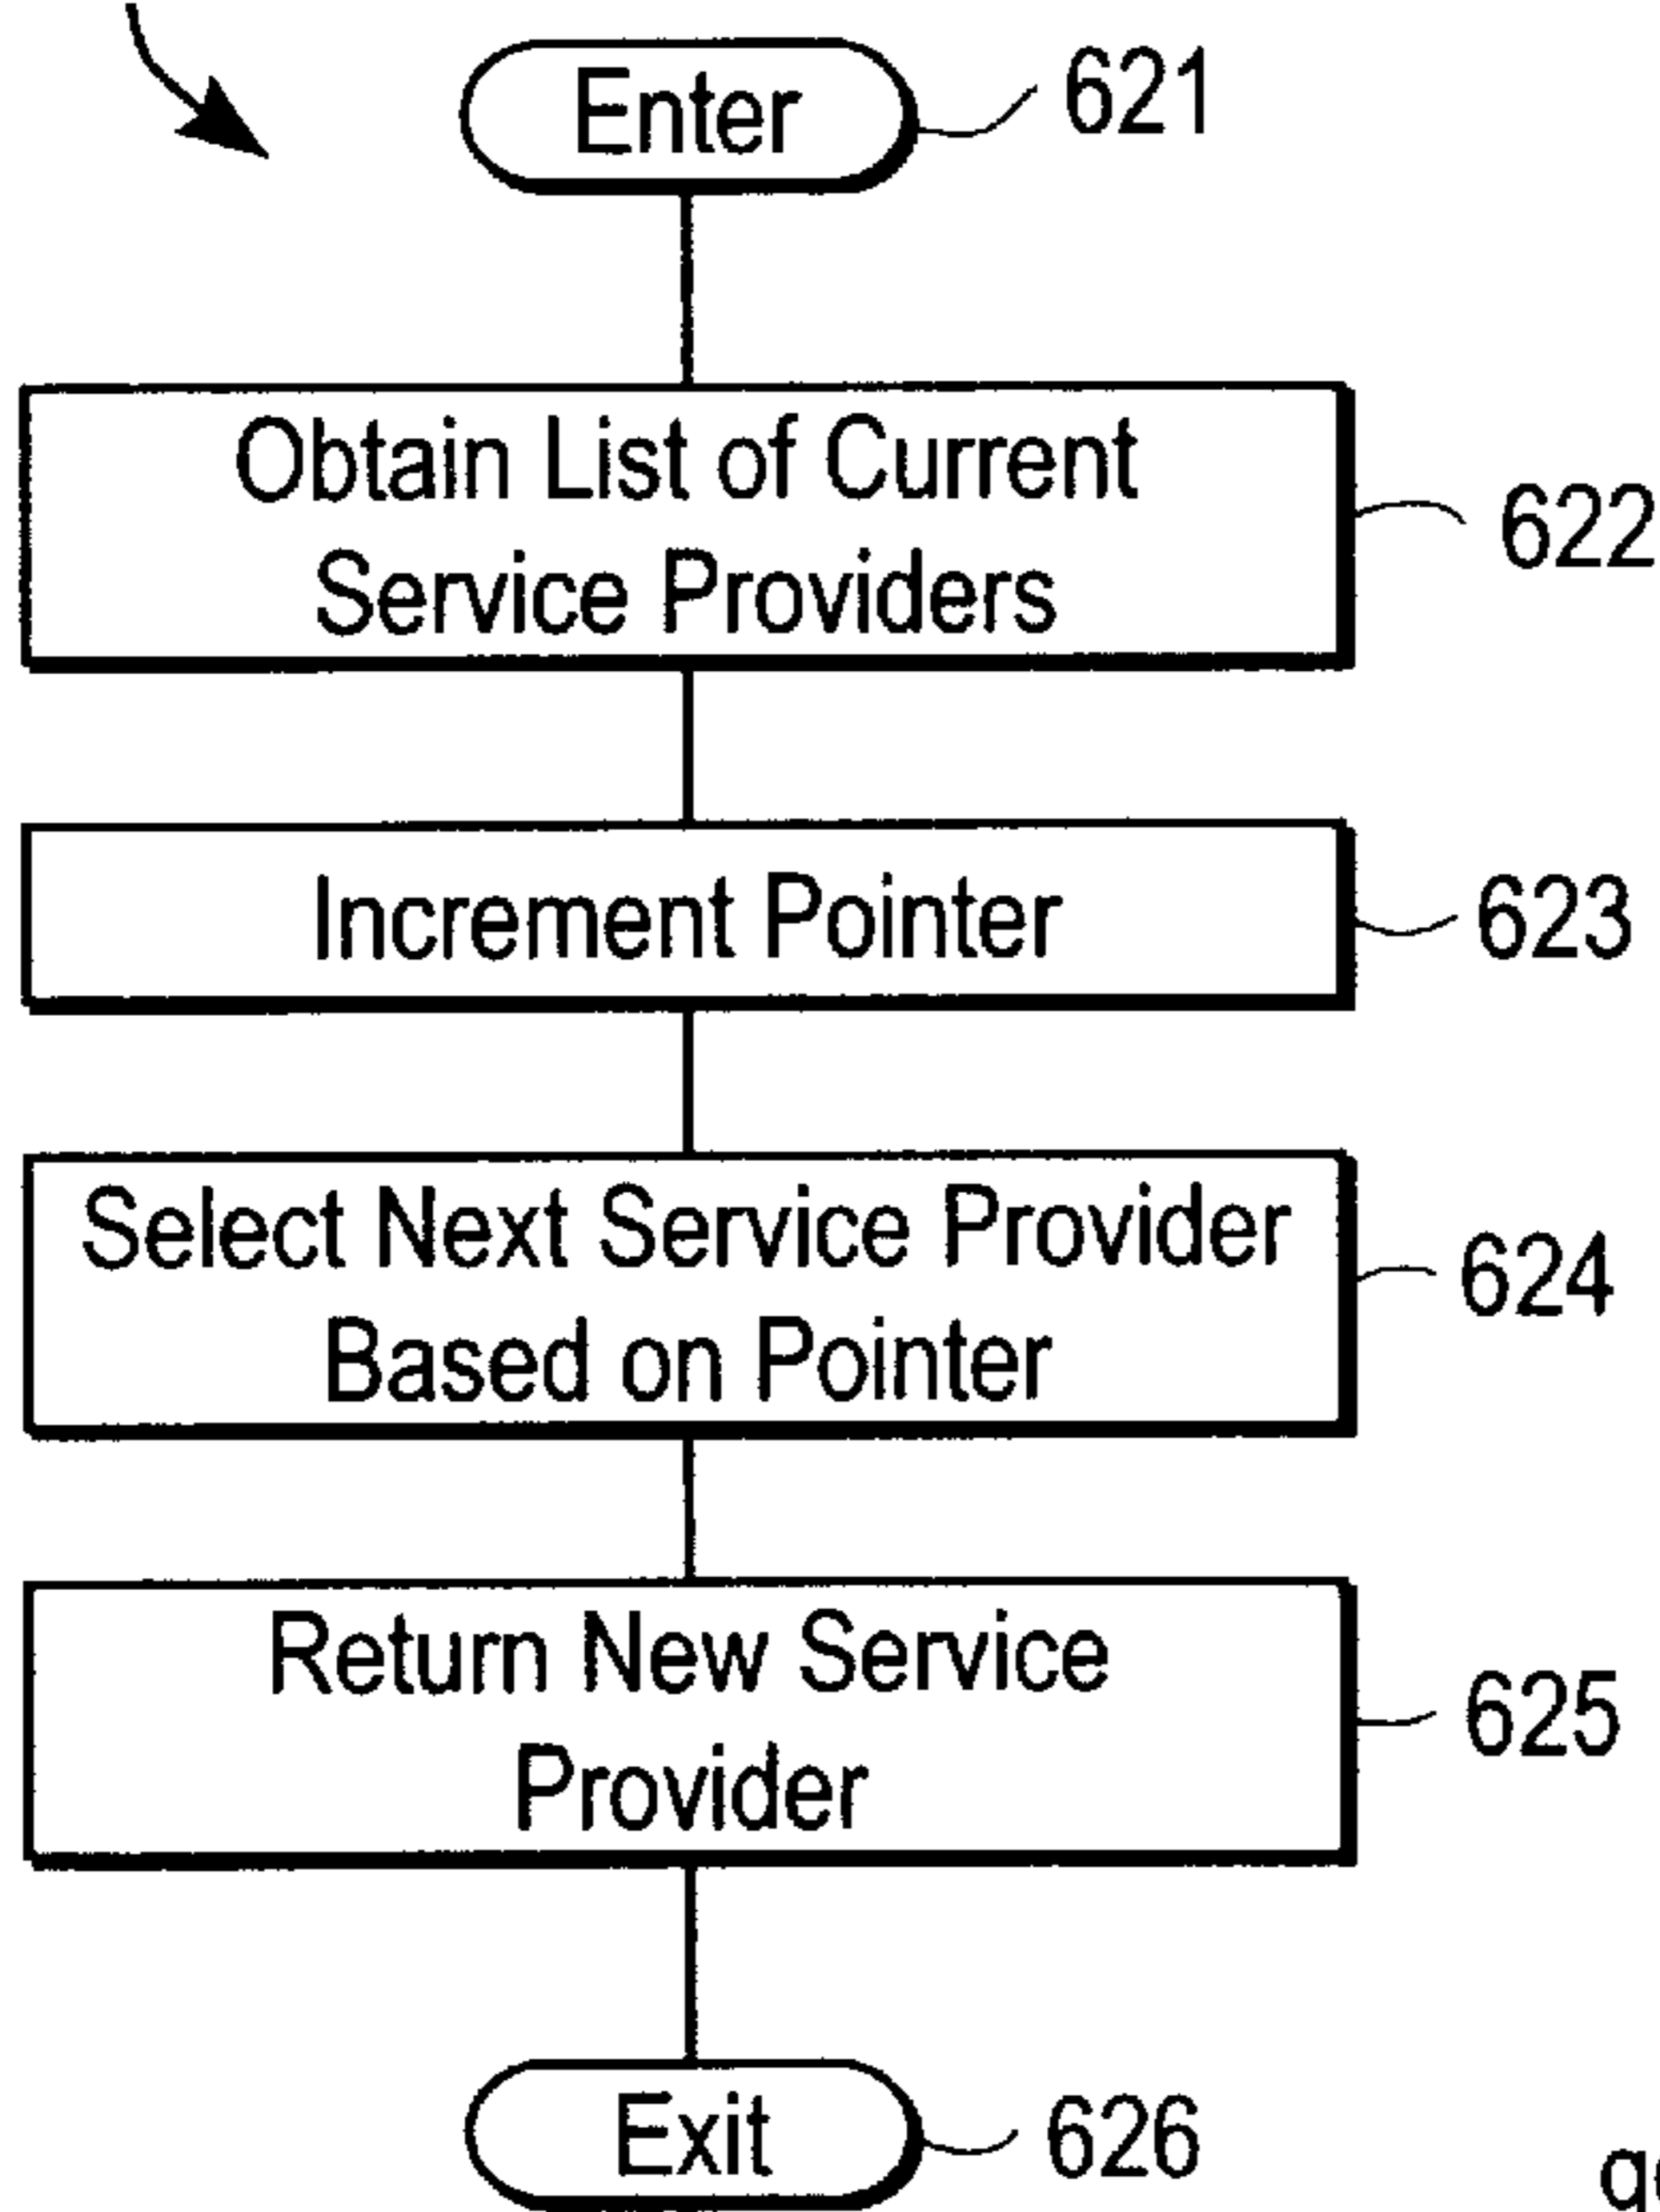 Enter 621
Obtain List of Current
Service Providers
622
Increment Pointer 623
Select Next Service Provider
Based on Pointer
624
Return New Service
Provider
625
Exit 626